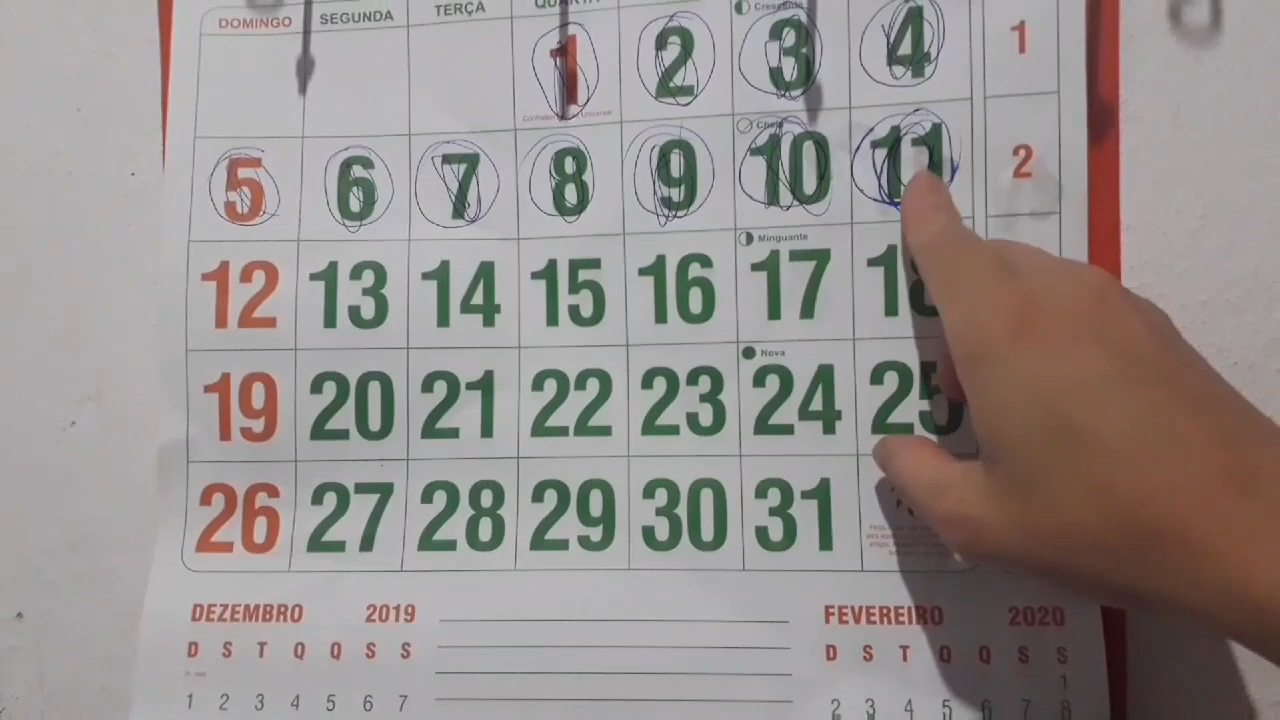 DOMINGO SEGUNDA TERÇA QUARTA
Crescente
1 2 3 4 1
Cheia
5 6 7 8 9 10 11 2
Minguante
12 13 14 15 16 17 18
Nova
19 20 21 22 23 24 25
26 27 28 29 30 31
DEZEMBRO 2019 FEVEREIRO 2020
D S T Q Q S S D S T Q Q S S
1
1 2 3 4 5 6 7 2 3 4 5 6 7 8